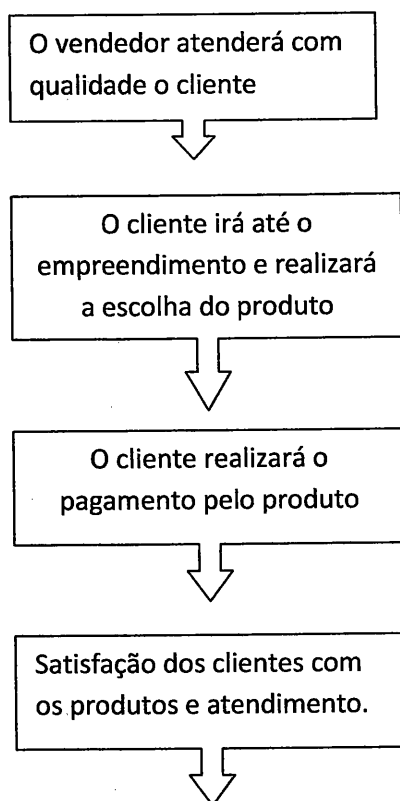 O vendedor atenderá com
qualidade o cliente
O cliente irá até o
empreendimento e realizará
a escolha do produto
O cliente realizará o
pagamento pelo produto
Satisfação dos clientes com
os produtos e atendimento.